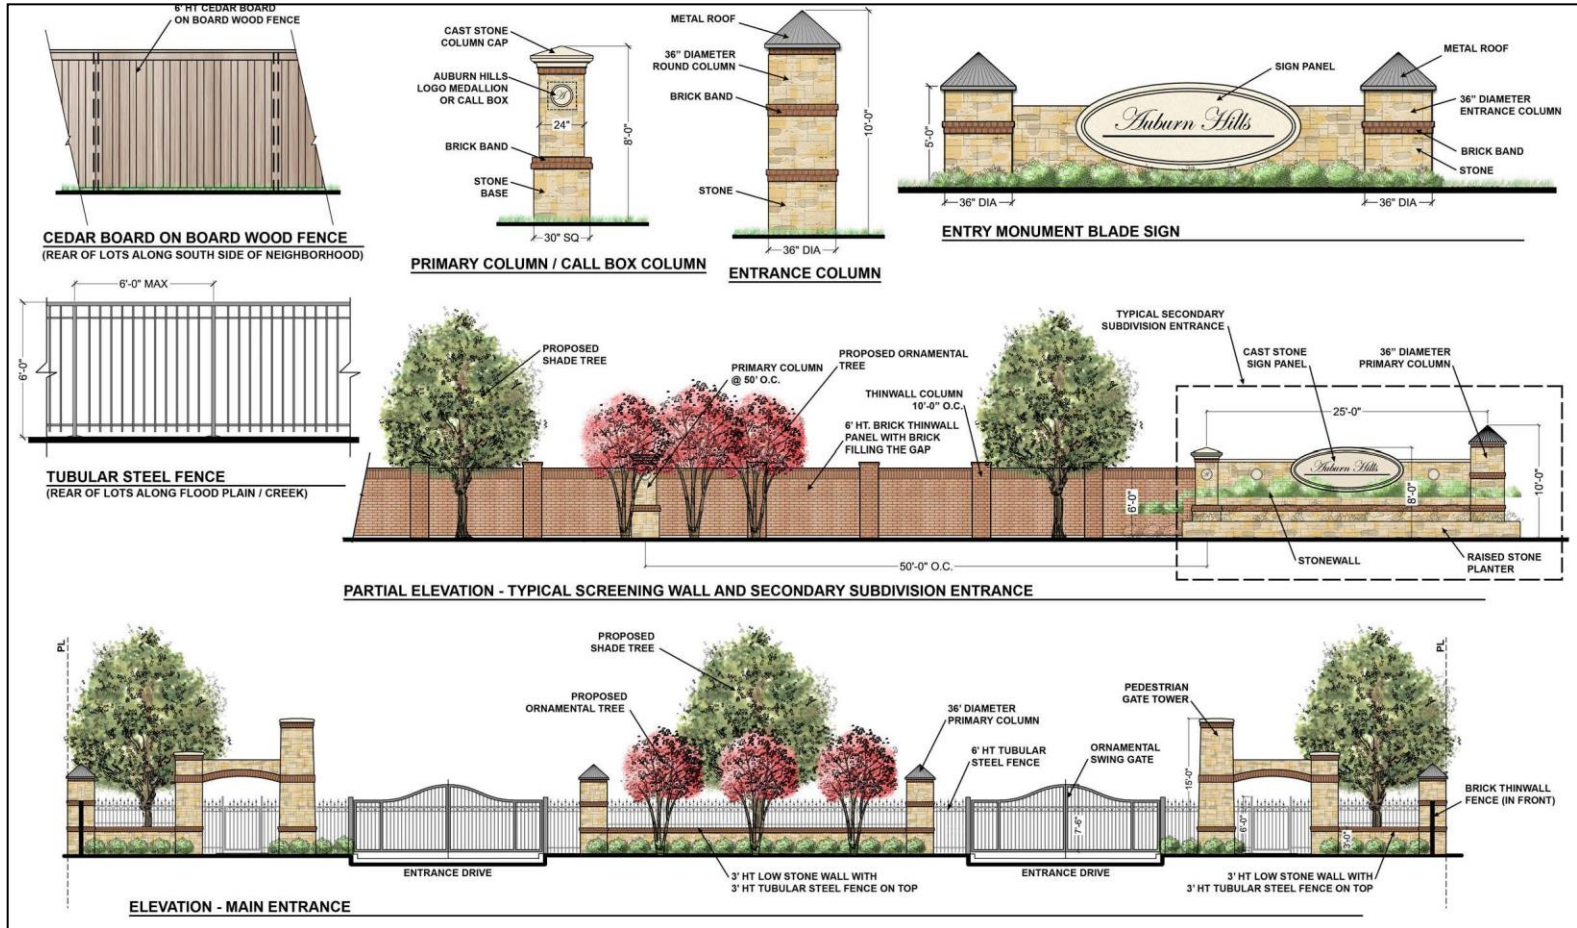 6' HT CEDAR BOARD
ON BOARD WOOD FENCE
CEDAR BOARD ON BOARD WOOD FENCE
(REAR OF LOTS ALONG SOUTH SIDE OF NEIGHBORHOOD)
CAST STONE
COLUMN CAP
AUBURN HILLS
LOGO MEDALLION
OR CALL BOX
A
24"
8'-0"
BRICK BAND
STONE
BASE
30" SQ
PRIMARY COLUMN / CALL BOX COLUMN
METAL ROOF
36" DIAMETER
ROUND COLUMN
BRICK BAND
10'-0"
STONE
36" DIA
ENTRANCE COLUMN
METAL ROOF
SIGN PANEL
36" DIAMETER
ENTRANCE COLUMN
Auburn Hills
5'-0"
BRICK BAND
STONE
36" DIA
36" DIA
ENTRY MONUMENT BLADE SIGN
6'-0" MAX
6'-0"
TUBULAR STEEL FENCE
(REAR OF LOTS ALONG FLOOD PLAIN / CREEK)
PROPOSED
SHADE TREE
PRIMARY COLUMN
@ 50' O.C.
PROPOSED ORNAMENTAL
TREE
THINWALL COLUMN
10'-0" O.C.
6' HT. BRICK THINWALL
PANEL WITH BRICK
FILLING THE GAP
TYPICAL SECONDARY
SUBDIVISION ENTRANCE
CAST STONE
SIGN PANEL
36" DIAMETER
PRIMARY COLUMN
25'-0"
Auburn Hills
6'-0"
8'-0"
10'-0"
STONEWALL
RAISED STONE
PLANTER
50'-0" O.C.
PARTIAL ELEVATION - TYPICAL SCREENING WALL AND SECONDARY SUBDIVISION ENTRANCE
PL
PROPOSED
SHADE TREE
PROPOSED
ORNAMENTAL TREE
36' DIAMETER
PRIMARY COLUMN
6' HT TUBULAR
STEEL FENCE
ORNAMENTAL
SWING GATE
PEDESTRIAN
GATE TOWER
PL
15'-0"
7'-6"
6'-0"
3'-0"
BRICK THINWALL
FENCE (IN FRONT)
ENTRANCE DRIVE
3' HT LOW STONE WALL WITH
3' HT TUBULAR STEEL FENCE ON TOP
ENTRANCE DRIVE
3' HT LOW STONE WALL WITH
3' HT TUBULAR STEEL FENCE ON TOP
ELEVATION - MAIN ENTRANCE